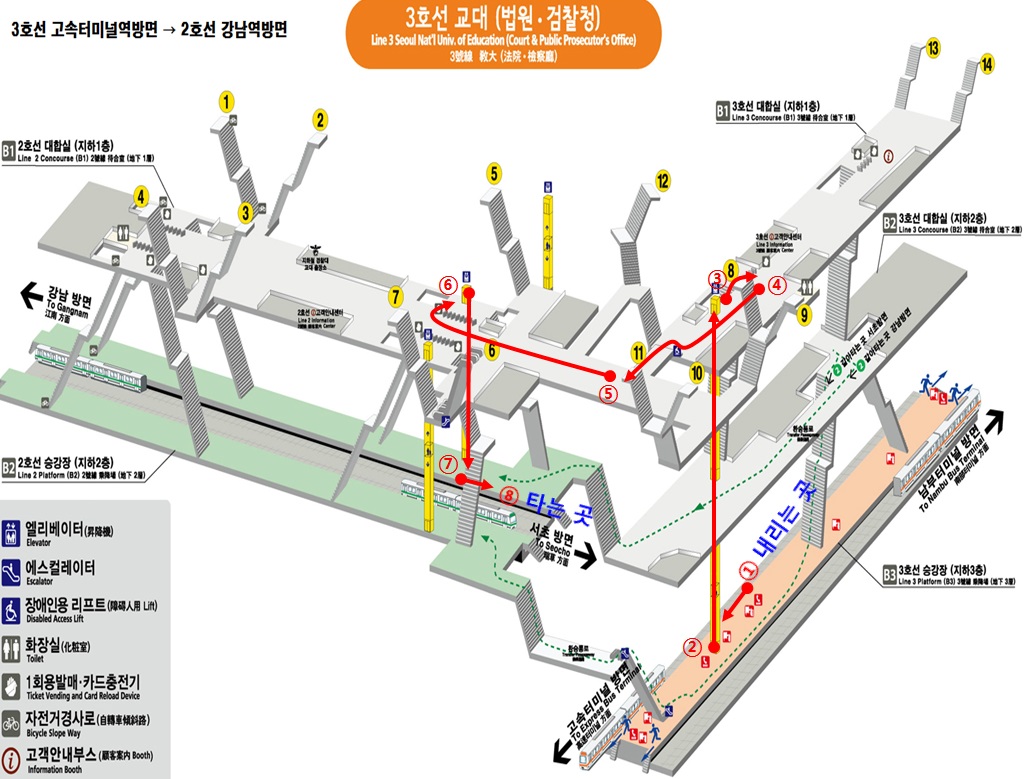 3호선 고속터미널역방면 → 2호선 강남역방면
3호선 교대 (법원·검찰청)
Line 3 Seoul Nat'l Univ. of Education (Court & Public Prosecutor's Office)
3號線 敎大 (法院·檢察廳)
1
2
3
4
5
6
7
8
9
10
11
12
13
14
B1 2호선 대합실 (지하1층)
Line 2 Concourse (B1) 2號線 待合室 (地下 1層)
B1 3호선 대합실 (지하1층)
Line 3 Concourse (B1) 3號線 待合室 (地下 1層)
B2 3호선 대합실 (지하2층)
Line 3 Concourse (B2) 3號線 待合室 (地下 2層)
지하철 경찰대
교대 출장소
2호선 고객안내센터
Line 2 Information Center
3호선 고객안내센터
Line 3 Information Center
강남 방면
To Gangnam
江南 方面
B2 2호선 승강장 (지하2층)
Line 2 Platform (B2) 2號線 乘降場 (地下 2層)
③
④
⑤
⑥
⑦
⑧
①
②
타는 곳
내리는 곳
서초 방면
To Seocho
瑞草 方面
2 갈아타는 곳 서초방면
2 갈아타는 곳 강남방면
환승통로
환승통로
남부터미널 방면
To Nambu Bus Terminal
南部터미널 方面
B3 3호선 승강장 (지하3층)
Line 3 Platform (B3) 3號線 乘降場 (地下 3層)
고속터미널 방면
To Express Bus Terminal
高速터미널 方面
엘리베이터(昇降機)
Elevator
에스컬레이터
Escalator
장애인용 리프트(障碍人用 Lift)
Disabled Access Lift
화장실(化粧室)
Toilet
1회용발매·카드충전기
Ticket Vending and Card Reload Device
자전거경사로(自轉車傾斜路)
Bicycle Slope Way
고객안내부스(顧客案內 Booth)
Information Booth